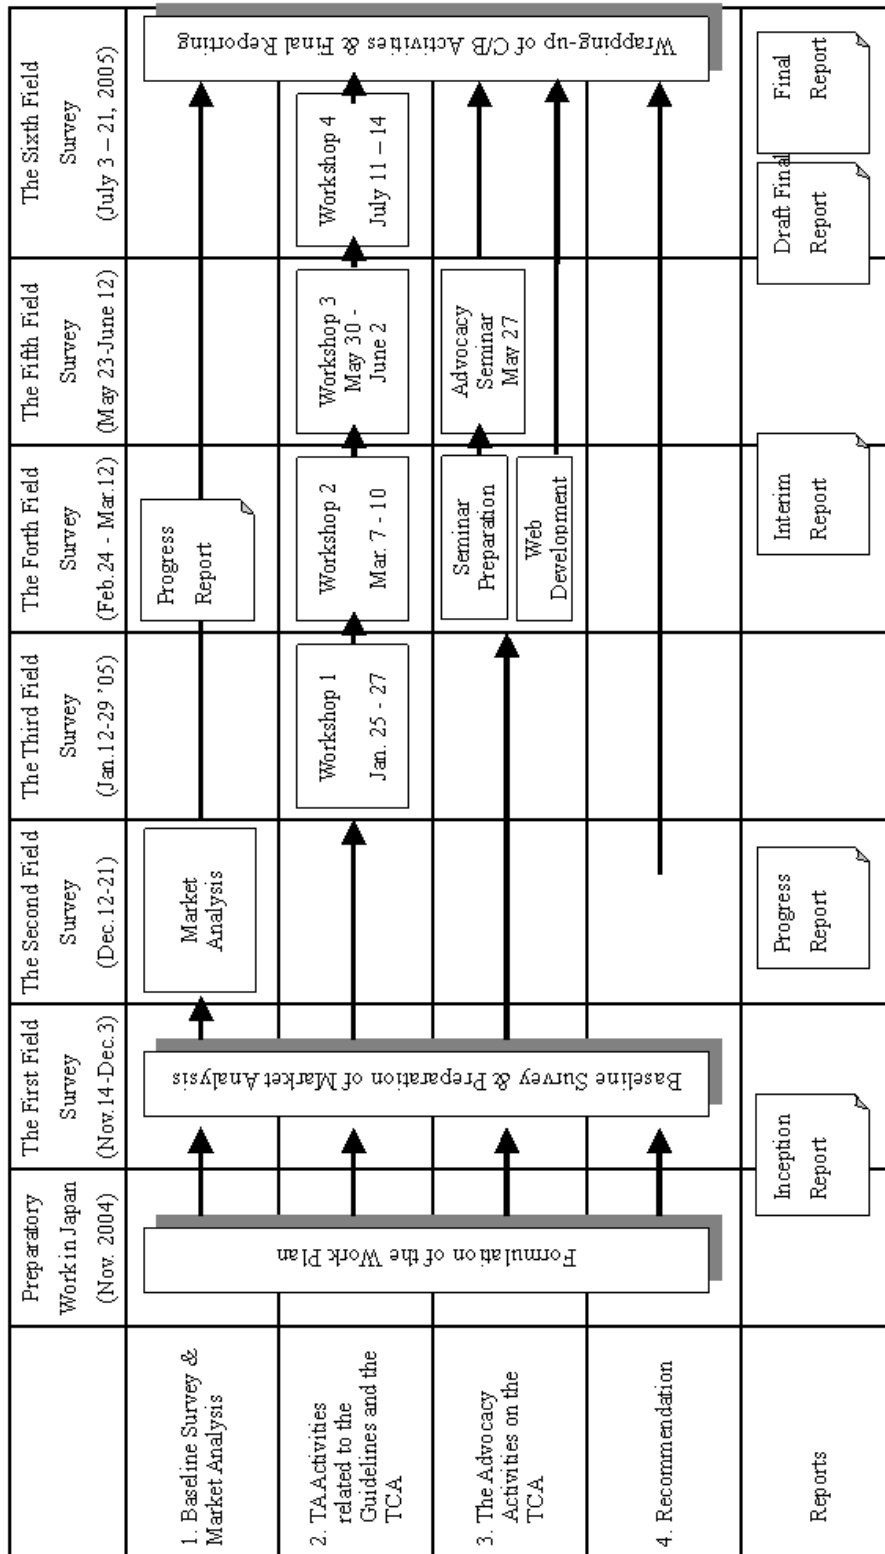 Preparatory
Work in Japan
(Nov. 2004)
The First Field
Survey
(Nov.14-Dec.3)
The Second Field
Survey
(Dec.12-21)
The Third Field
Survey
(Jan.12-29 '05)
The Forth Field
Survey
(Feb.24 - Mar.12)
The Fifth Field
Survey
(May 23-June 12)
The Sixth Field
Survey
(July 3 – 21, 2005)
1. Baseline Survey &
Market Analysis
Formulation of the Work Plan
Baseline Survey & Preparation of Market Analysis
Market
Analysis
Progress
Report
Wrapping-up of C/B Activities & Final Reporting
2. TA Activities
related to the
Guidelines and the
TCA
Workshop 1
Jan. 25 - 27
Workshop 2
Mar. 7 - 10
Workshop 3
May 30 -
June 2
Workshop 4
July 11 – 14
3. The Advocacy
Activities on the
TCA
Seminar
Preparation
Web
Development
Advocacy
Seminar
May 27
4. Recommendation
Reports
Inception
Report
Progress
Report
Interim
Report
Draft Final
Report
Final
Report